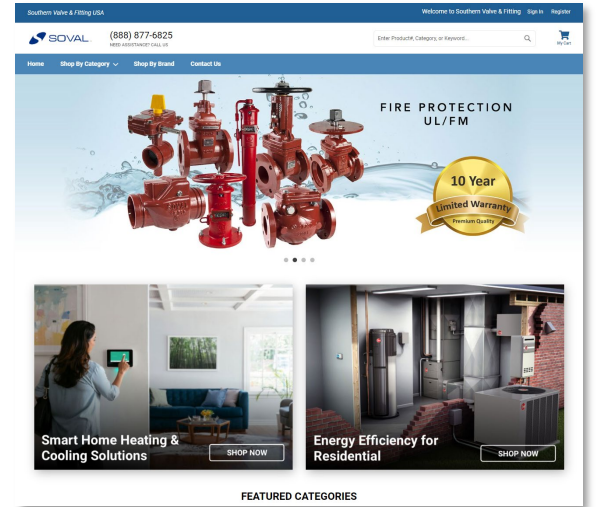 Southern Valve & Fitting USA
Welcome to Southern Valve & Fitting Sign In Register
SOVAL
(888) 877-6825
NEED ASSISTANCE? CALL US
Enter Product#, Category, or Keyword...
My Cart
Home Shop By Category Shop By Brand Contact Us
FIRE PROTECTION
UL/FM
10 Year
Limited Warranty
Premium Quality
Smart Home Heating &
Cooling Solutions
SHOP NOW
Energy Efficiency for
Residential
SHOP NOW
FEATURED CATEGORIES